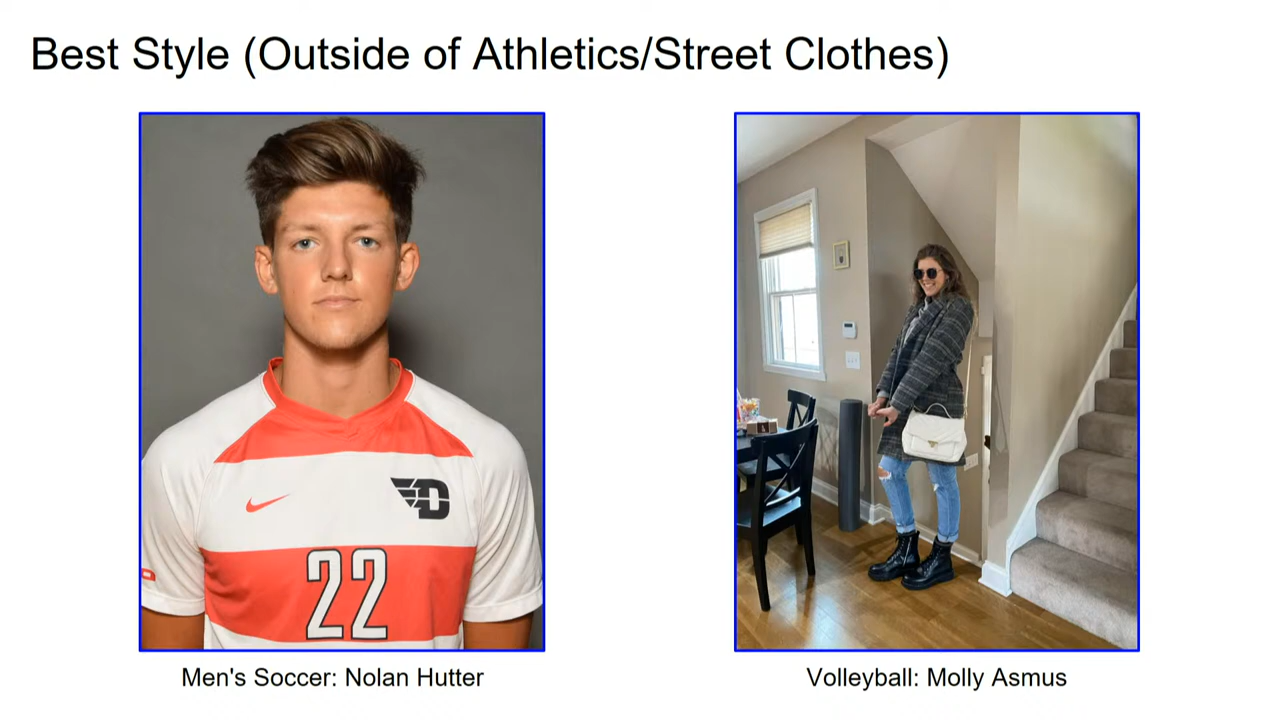 Best Style (Outside of Athletics/Street Clothes)
D
22
Men's Soccer: Nolan Hutter
Volleyball: Molly Asmus